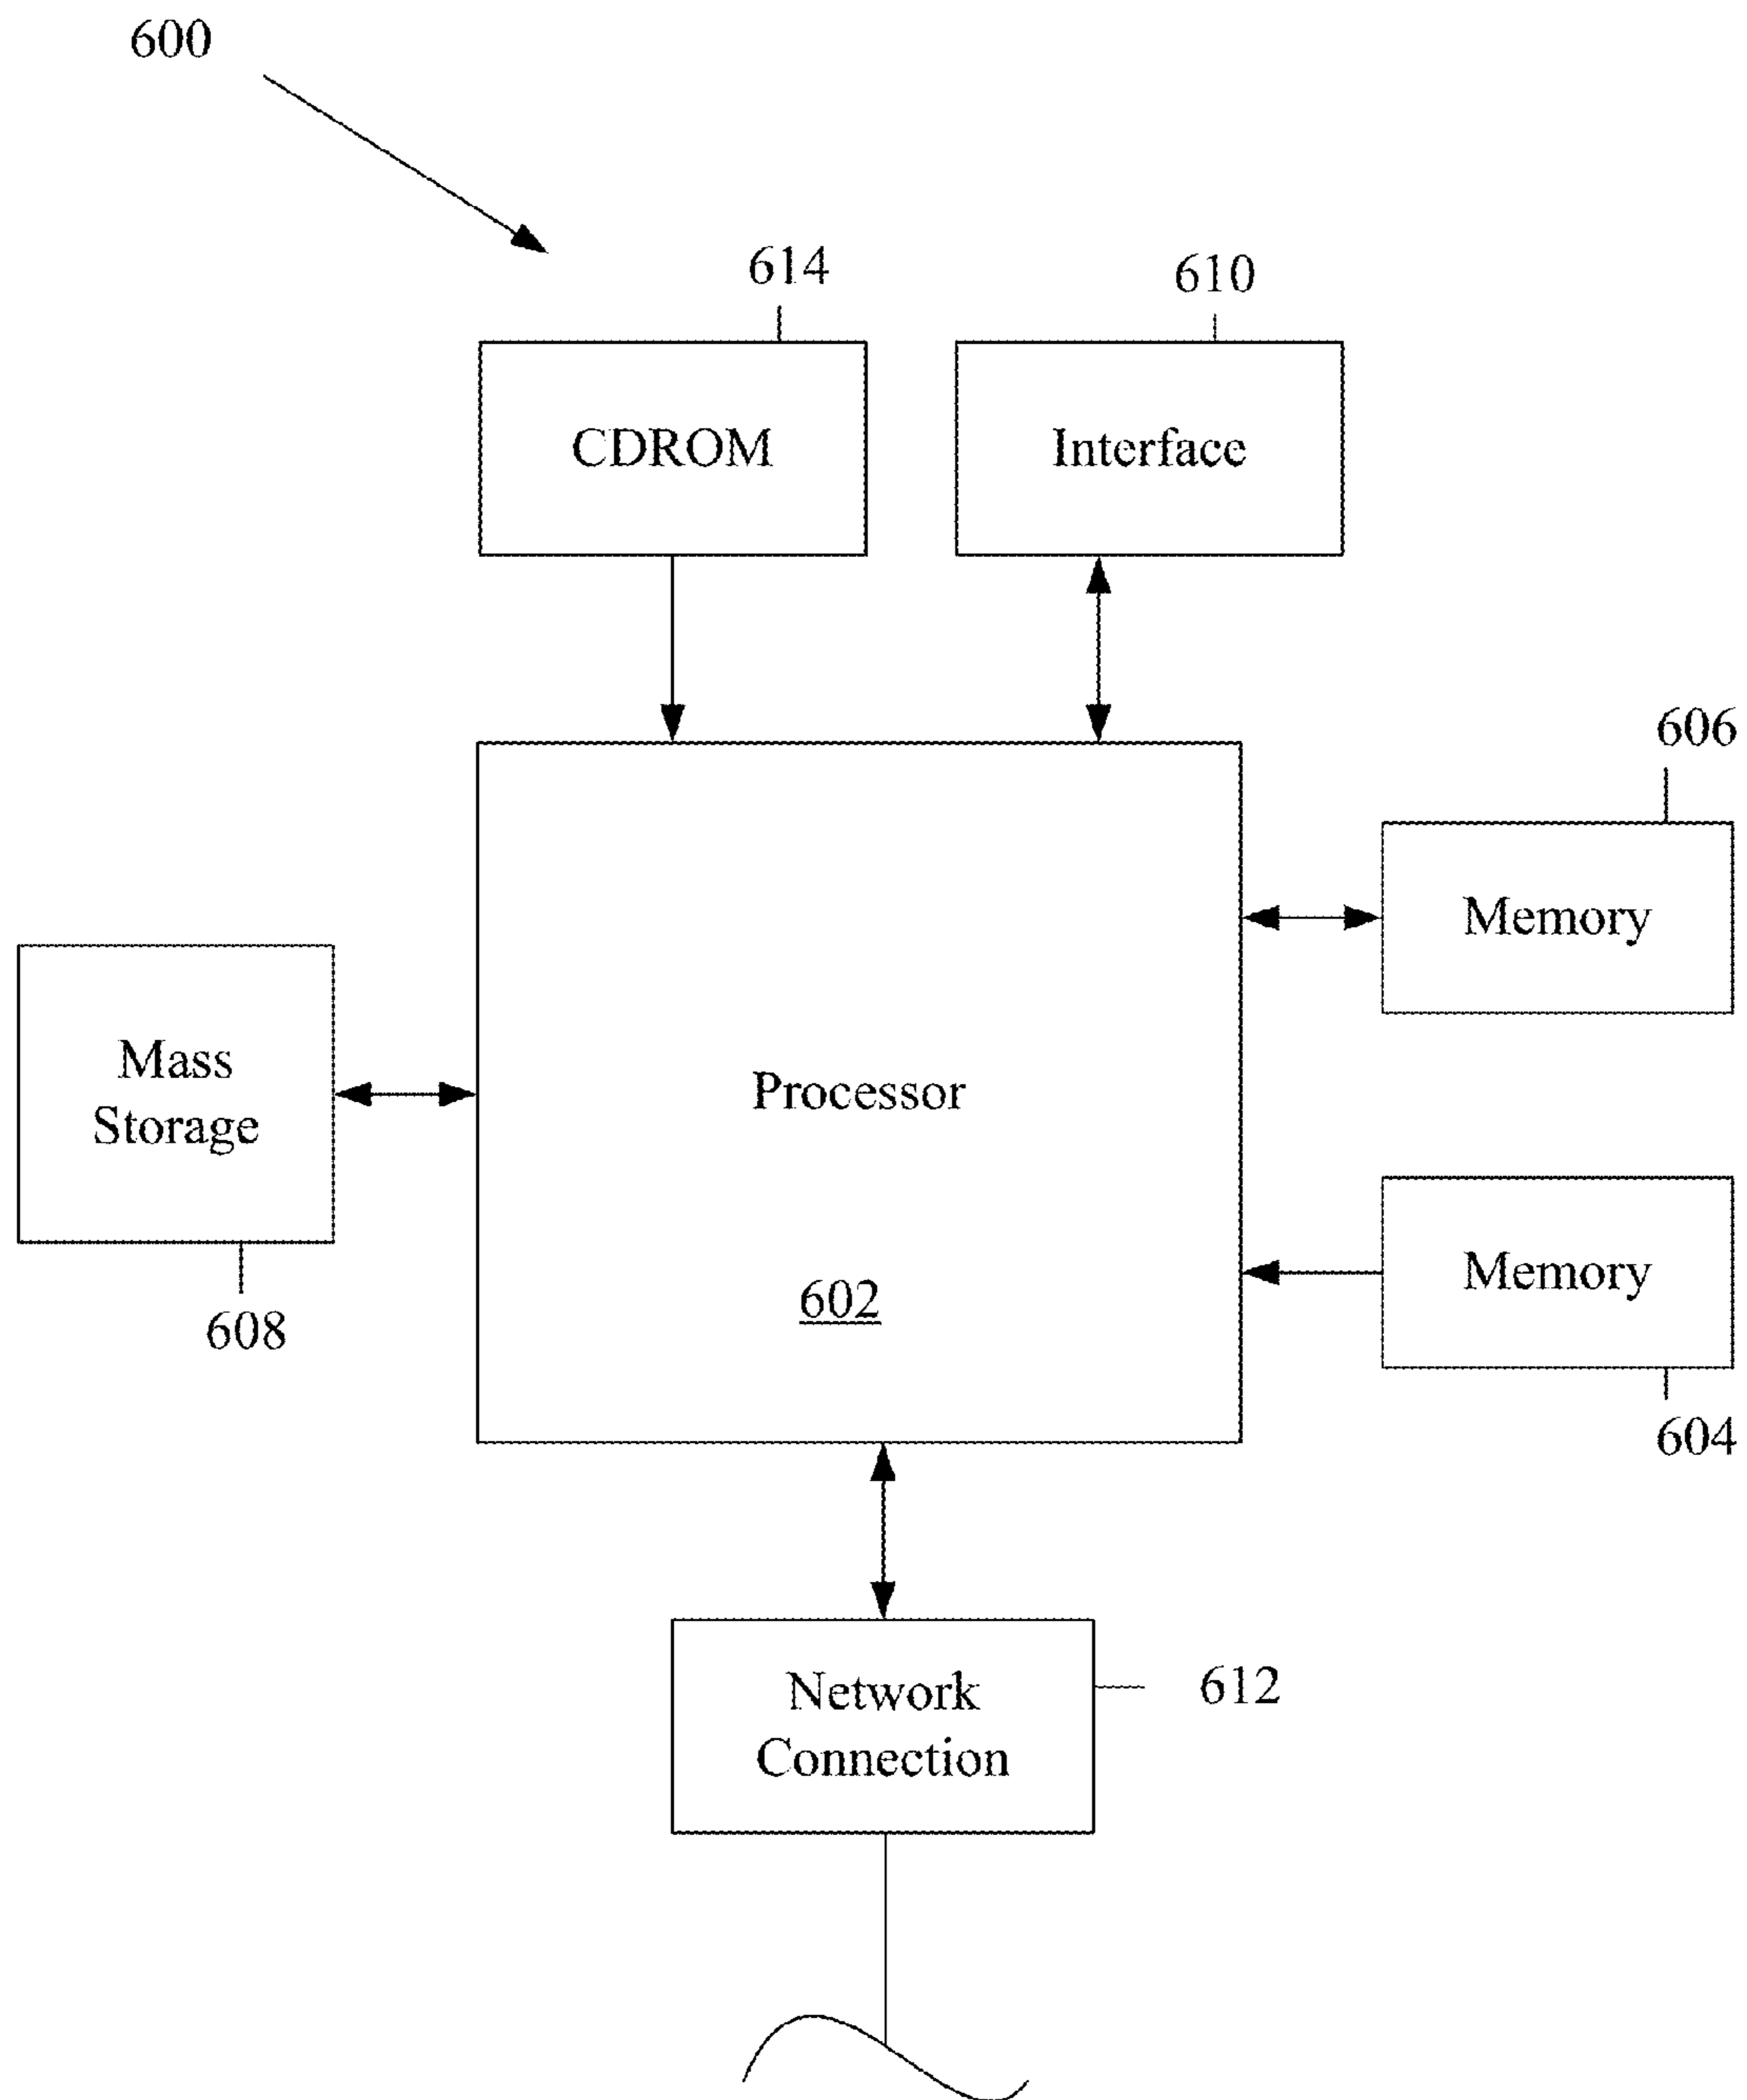 600
614
610
CDROM
Interface
606
Memory
Mass
Storage
608
Processor
602
Memory
604
Network
Connection
612